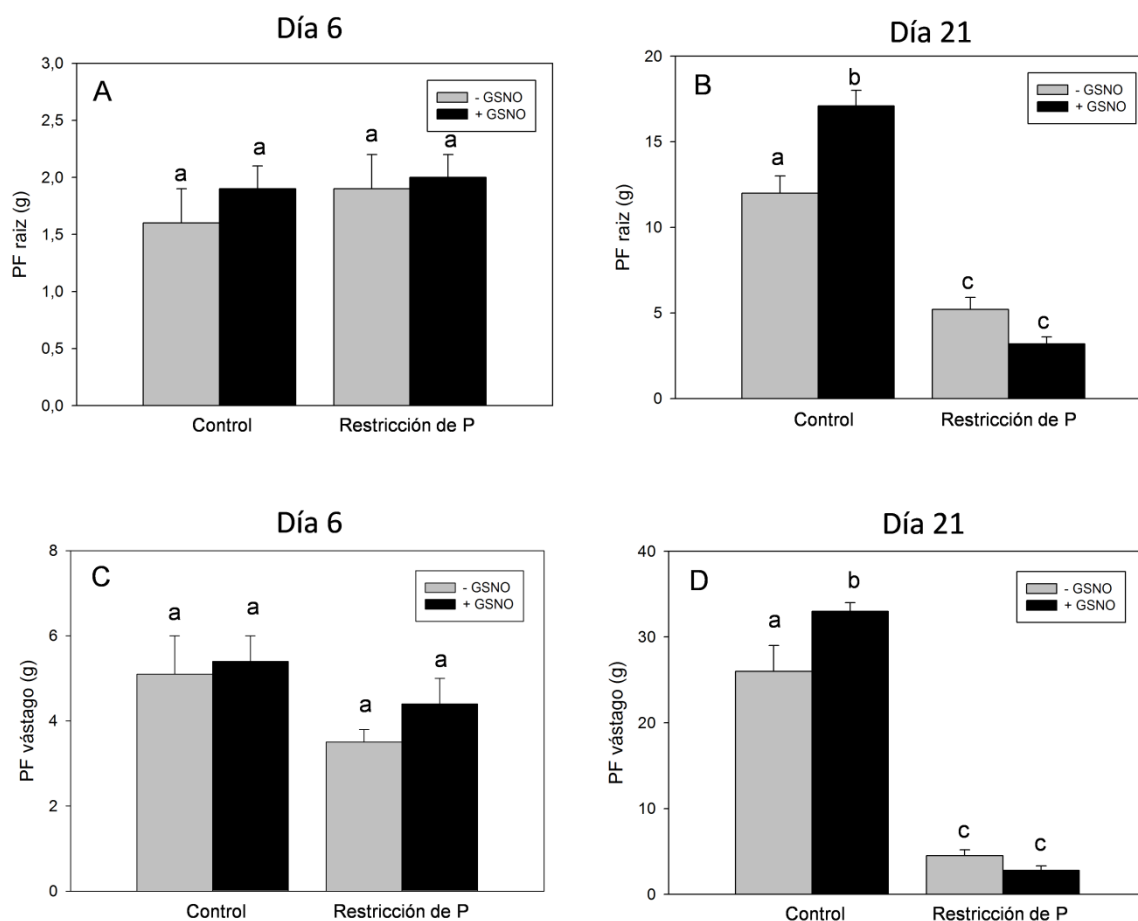 Día 6
A
- GSNO
+ GSNO
3,0
2,5
2,0
1,5
1,0
0,5
0,0
PF raiz (g)
a
a
a
a
Control
Restricción de P
Día 21
B
- GSNO
+ GSNO
20
15
10
5
0
PF raiz (g)
a
b
c
c
Control
Restricción de P
Día 6
C
- GSNO
+ GSNO
8
6
4
2
0
PF vástago (g)
a
a
a
a
Control
Restricción de P
Día 21
D
- GSNO
+ GSNO
40
30
20
10
0
PF vástago (g)
a
b
c
c
Control
Restricción de P